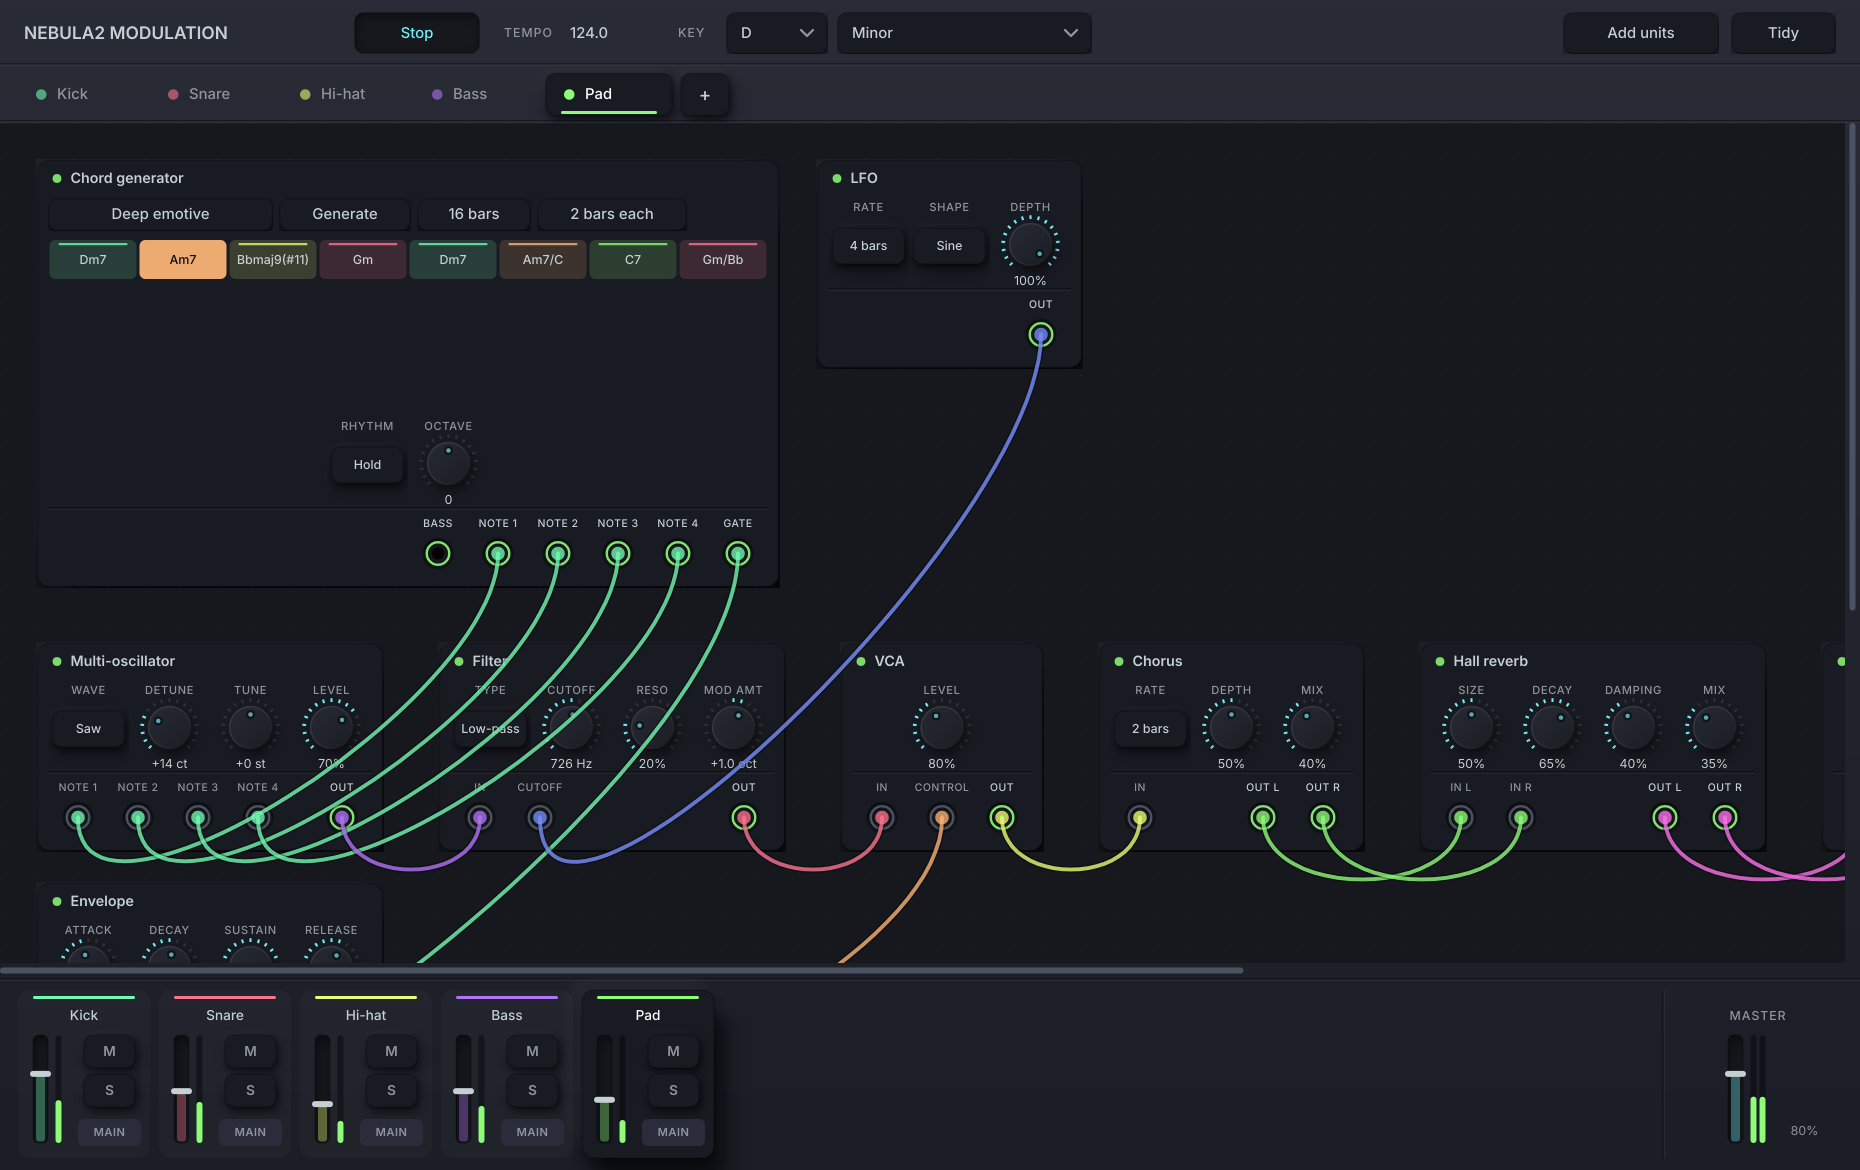 NEBULA2 MODULATION
Stop
TEMPO 124.0
KEY D Minor
Add units
Tidy
Kick
Snare
Hi-hat
Bass
Pad
+
Chord generator
Deep emotive
Generate
16 bars
2 bars each
Dm7
Am7
Bbmaj9(#11)
Gm
Dm7
Am7/C
C7
Gm/Bb
RHYTHM
OCTAVE
Hold
0
BASS
NOTE 1
NOTE 2
NOTE 3
NOTE 4
GATE
LFO
RATE
SHAPE
DEPTH
4 bars
Sine
100%
OUT
Multi-oscillator
WAVE
DETUNE
TUNE
LEVEL
Saw
+14 ct
+0 st
70%
NOTE 1
NOTE 2
NOTE 3
NOTE 4
OUT
Filter
TYPE
CUTOFF
RESO
MOD AMT
Low-pass
726 Hz
20%
+1.0 oct
IN
CUTOFF
OUT
VCA
LEVEL
80%
IN
CONTROL
OUT
Chorus
RATE
DEPTH
MIX
2 bars
50%
40%
IN
OUT L
OUT R
Hall reverb
SIZE
DECAY
DAMPING
MIX
50%
65%
40%
35%
IN L
IN R
OUT L
OUT R
Envelope
ATTACK
DECAY
SUSTAIN
RELEASE
Kick
M
S
MAIN
Snare
M
S
MAIN
Hi-hat
M
S
MAIN
Bass
M
S
MAIN
Pad
M
S
MAIN
MASTER
80%